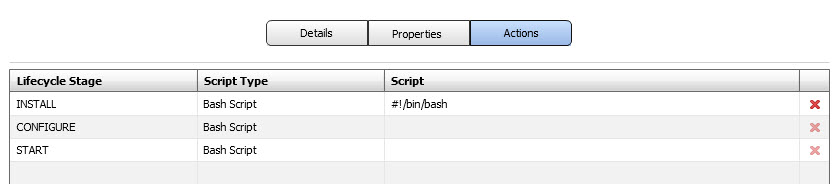 Details Properties Actions
Lifecycle Stage Script Type Script
INSTALL Bash Script #!/bin/bash
CONFIGURE Bash Script
START Bash Script